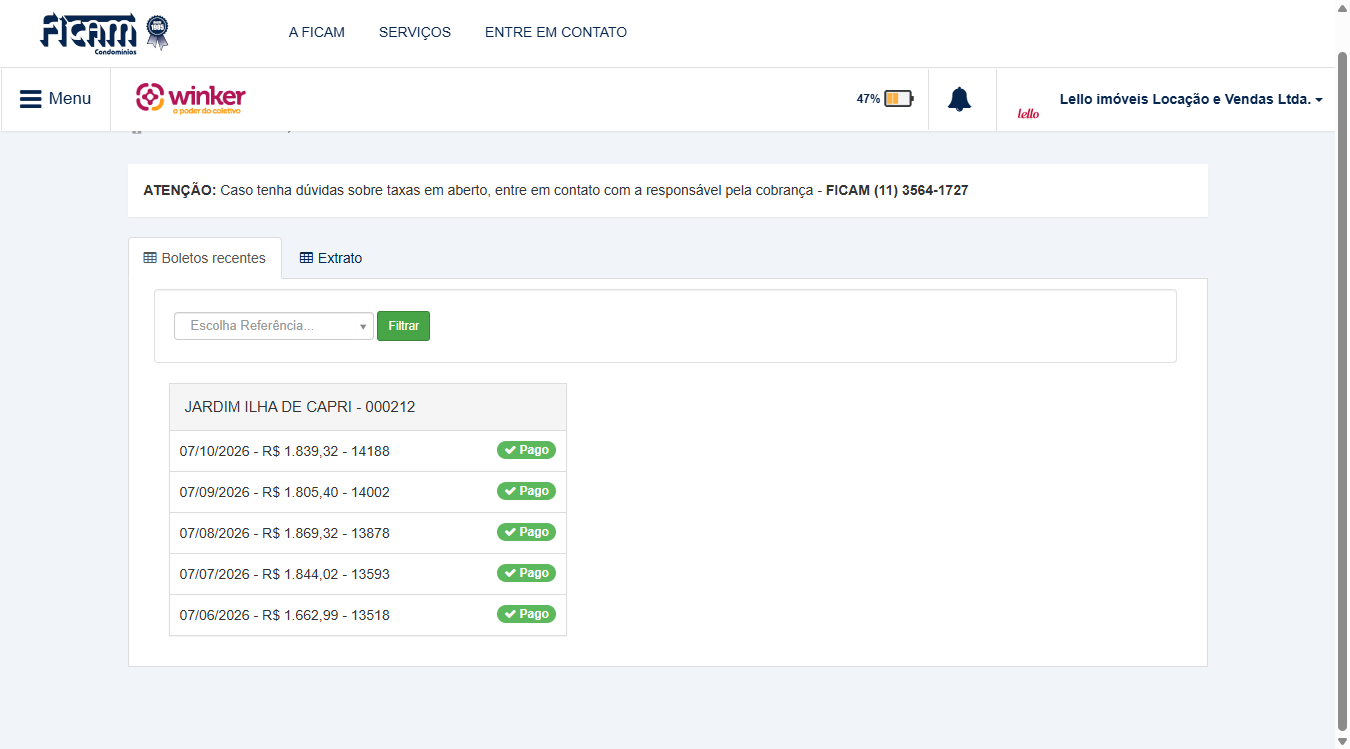 FICAM
Condomínios
1985
A FICAM
SERVIÇOS
ENTRE EM CONTATO
Menu
winker
o poder do coletivo
47%
lello
Lello imóveis Locação e Vendas Ltda.
ATENÇÃO: Caso tenha dúvidas sobre taxas em aberto, entre em contato com a responsável pela cobrança - FICAM (11) 3564-1727
Boletos recentes
Extrato
Escolha Referência...
Filtrar
JARDIM ILHA DE CAPRI - 000212
07/10/2026 - R$ 1.839,32 - 14188 Pago
07/09/2026 - R$ 1.805,40 - 14002 Pago
07/08/2026 - R$ 1.869,32 - 13878 Pago
07/07/2026 - R$ 1.844,02 - 13593 Pago
07/06/2026 - R$ 1.662,99 - 13518 Pago